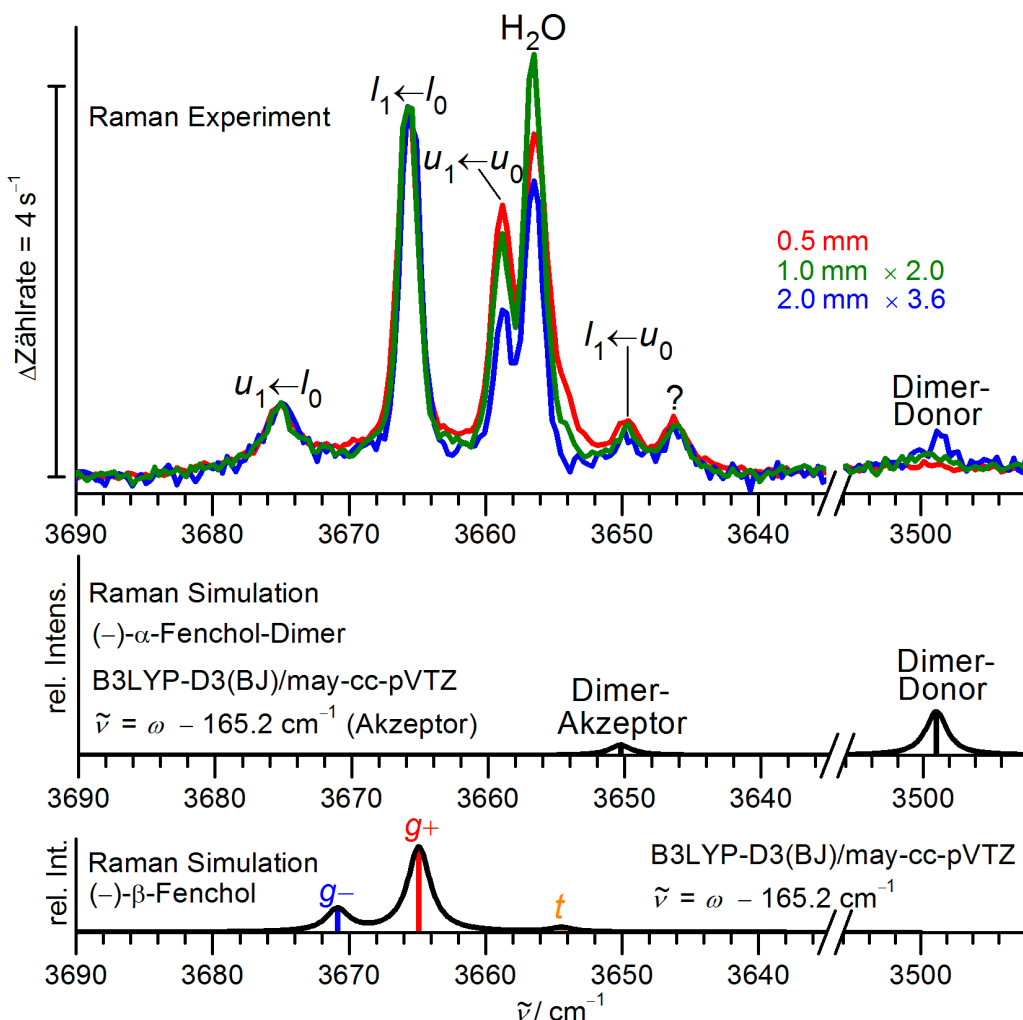 H₂O
l₁←l₀
Raman Experiment
u₁←u₀
0.5 mm
1.0 mm × 2.0
2.0 mm × 3.6
ΔZählrate = 4 s⁻¹
l₁←u₀
u₁←l₀
?
Dimer-
Donor
3690 3680 3670 3660 3650 3640 3500
rel. Intens.
Raman Simulation
(–)-α-Fenchol-Dimer
B3LYP-D3(BJ)/may-cc-pVTZ
ν̃ = ω – 165.2 cm⁻¹ (Akzeptor)
Dimer-
Akzeptor
Dimer-
Donor
3690 3680 3670 3660 3650 3640 3500
rel. Int.
Raman Simulation
(–)-β-Fenchol
g–
g+
t
B3LYP-D3(BJ)/may-cc-pVTZ
ν̃ = ω – 165.2 cm⁻¹
3690 3680 3670 3660 3650 3640 3500
ν̃/ cm⁻¹